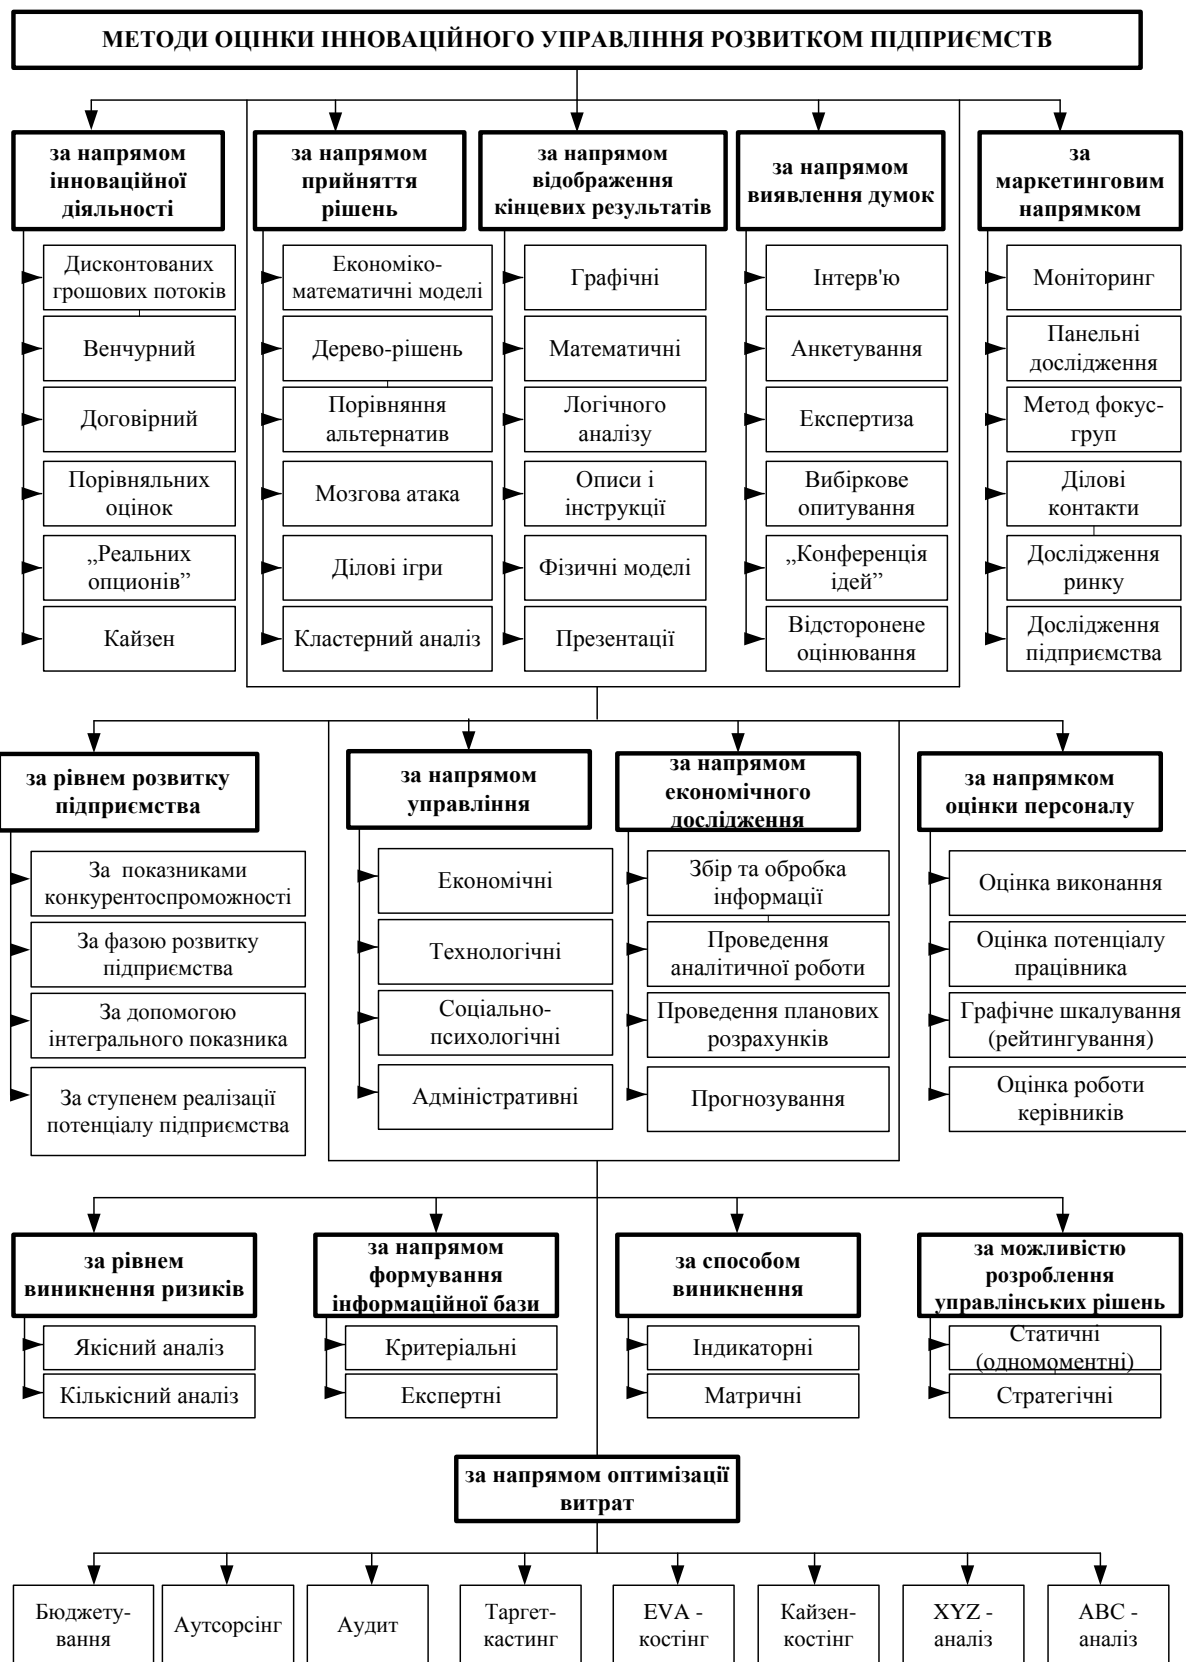 МЕТОДИ ОЦІНКИ ІННОВАЦІЙНОГО УПРАВЛІННЯ РОЗВИТКОМ ПІДПРИЄМСТВ
за напрямом
інноваційної
діяльності
Дисконтованих
грошових потоків
Венчурний
Договірний
Порівняльних
оцінок
„Реальних
опционів”
Кайзен
за напрямом
прийняття
рішень
Економіко-
математичні моделі
Дерево-рішень
Порівняння
альтернатив
Мозгова атака
Ділові ігри
Кластерний аналіз
за напрямом
відображення
кінцевих результатів
Графічні
Математичні
Логічного
аналізу
Описи і
інструкції
Фізичні моделі
Презентації
за напрямом
виявлення думок
Інтерв'ю
Анкетування
Експертиза
Вибіркове
опитування
„Конференція
ідей”
Відсторонене
оцінювання
за
маркетинговим
напрямком
Моніторинг
Панельні
дослідження
Метод фокус-
груп
Ділові
контакти
Дослідження
ринку
Дослідження
підприємства
за рівнем розвитку
підприємства
За показниками
конкурентоспроможності
За фазою розвитку
підприємства
За допомогою
інтегрального показника
За ступенем реалізації
потенціалу підприємства
за напрямом
управління
Економічні
Технологічні
Соціально-
психологічні
Адміністративні
за напрямом
економічного
дослідження
Збір та обробка
інформації
Проведення
аналітичної роботи
Проведення планових
розрахунків
Прогнозування
за напрямком
оцінки персоналу
Оцінка виконання
Оцінка потенціалу
працівника
Графічне шкалування
(рейтингування)
Оцінка роботи
керівників
за рівнем
виникнення ризиків
Якісний аналіз
Кількісний аналіз
за напрямом
формування
інформаційної бази
Критеріальні
Експертні
за способом
виникнення
Індикаторні
Матричні
за можливістю
розроблення
управлінських рішень
Статичні
(одномоментні)
Стратегічні
за напрямом оптимізації
витрат
Бюджету-
вання
Аутсорсінг
Аудит
Таргет-
кастинг
EVA -
костінг
Кайзен-
костінг
XYZ -
аналіз
ABC -
аналіз